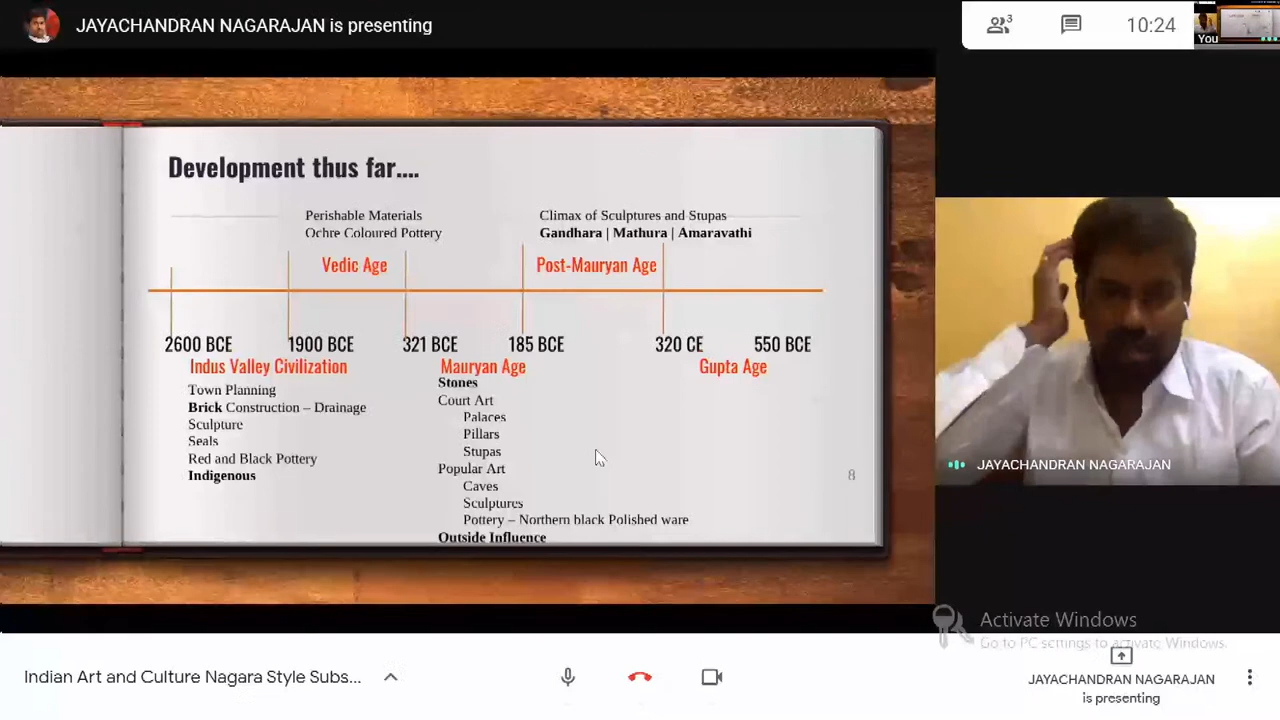 JAYACHANDRAN NAGARAJAN is presenting
3
10:24
You
Development thus far....
Perishable Materials
Ochre Coloured Pottery
Climax of Sculptures and Stupas
Gandhara | Mathura | Amaravathi
Vedic Age
Post-Mauryan Age
2600 BCE
1900 BCE
321 BCE
185 BCE
320 CE
550 BCE
Indus Valley Civilization
Mauryan Age
Gupta Age
Town Planning
Brick Construction – Drainage
Sculpture
Seals
Red and Black Pottery
Indigenous
Stones
Court Art
Palaces
Pillars
Stupas
Popular Art
Caves
Sculptures
Pottery – Northern black Polished ware
Outside Influence
8
JAYACHANDRAN NAGARAJAN
Activate Windows
Go to PC settings to activate Windows.
Indian Art and Culture Nagara Style Subs...
JAYACHANDRAN NAGARAJAN
is presenting